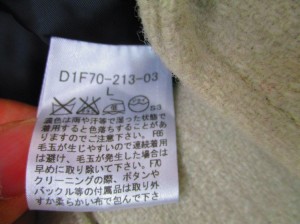 D1F70-213-03
L
濃色は雨や汗等で湿った状態で
着用すると色落ちすることがあ
りますのでご注意下さい。F65
毛玉が生じやすいので連続着用
は避け、毛玉が発生した場合は
早めに取り除いて下さい。F70
クリーニングの際、ボタンや
バックル等の付属品は取り外
すか柔らかい布で包んで下さ